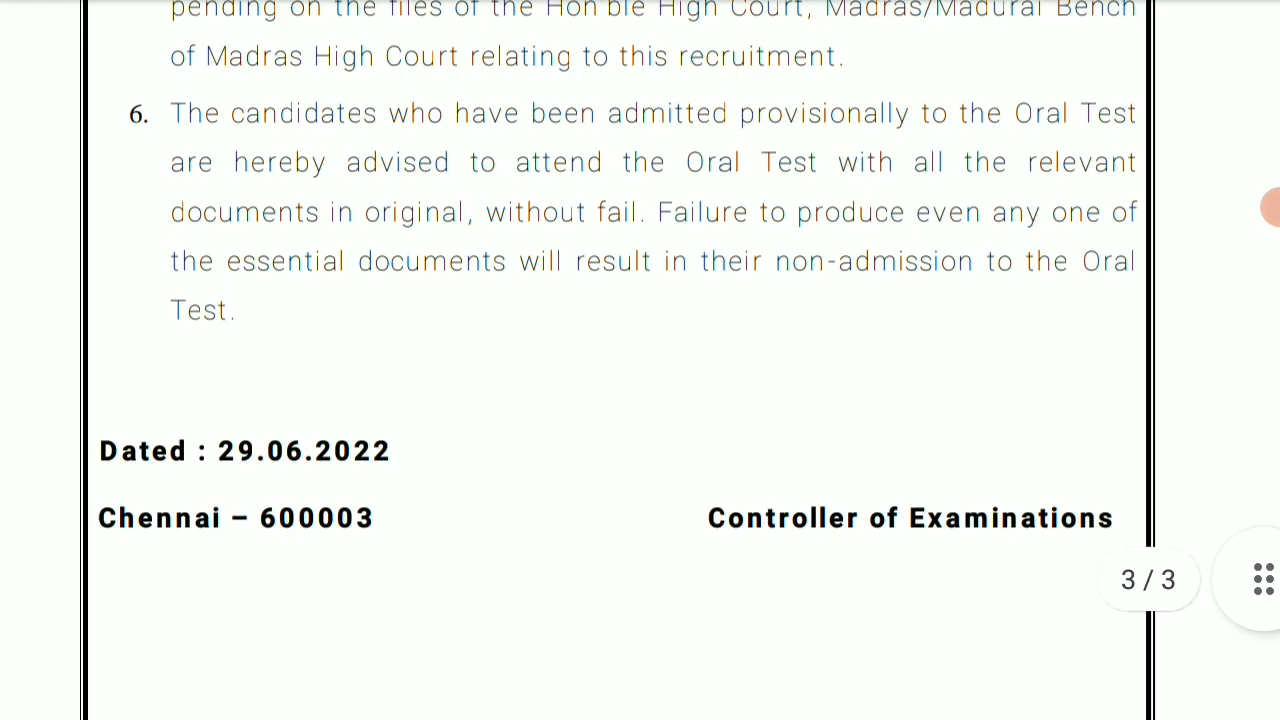 pending on the files of the Hon'ble High Court, Madras/Madurai Bench
of Madras High Court relating to this recruitment.
6. The candidates who have been admitted provisionally to the Oral Test
are hereby advised to attend the Oral Test with all the relevant
documents in original, without fail. Failure to produce even any one of
the essential documents will result in their non-admission to the Oral
Test.
Dated : 29.06.2022
Chennai – 600003 Controller of Examinations
3 / 3